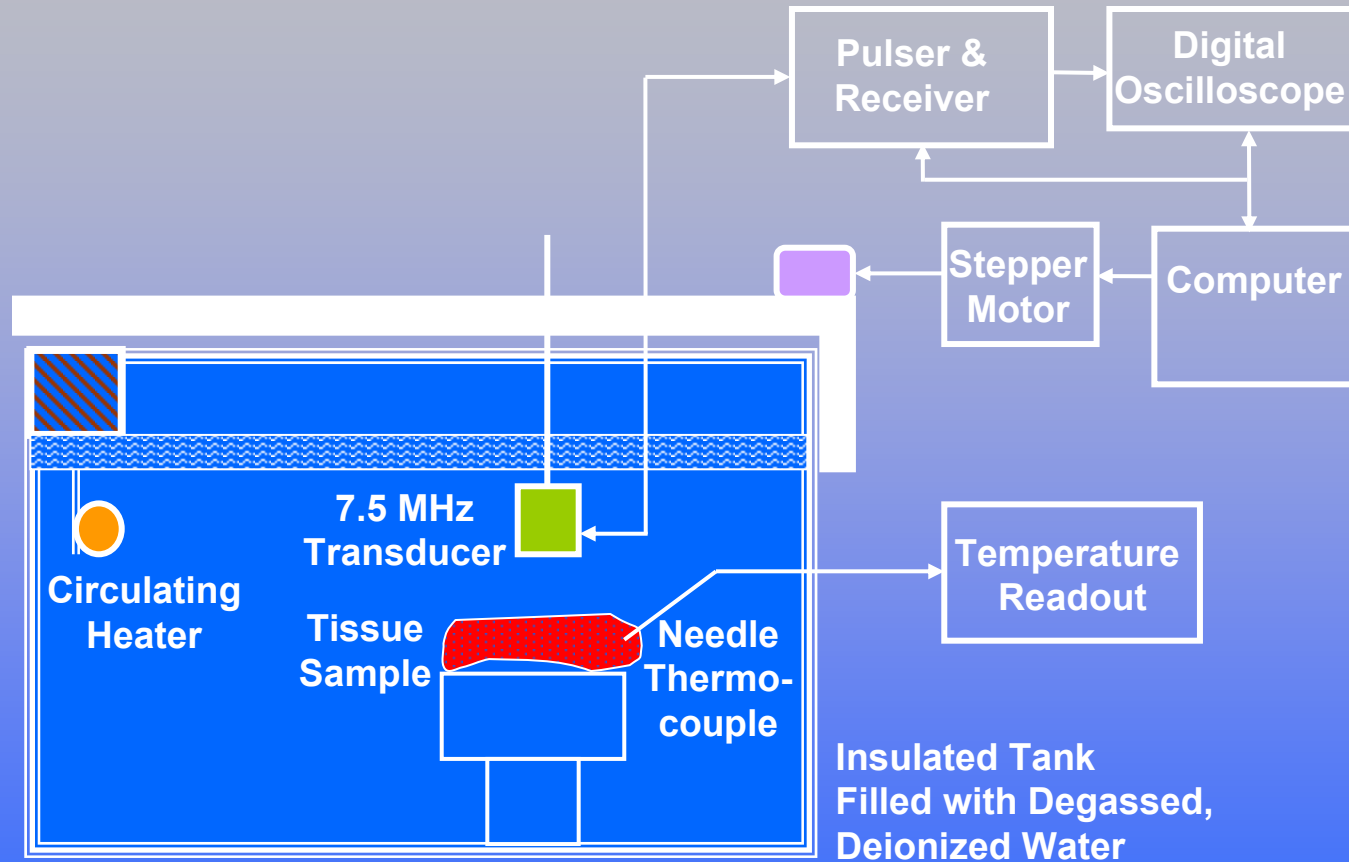 Pulser &
Receiver
Digital
Oscilloscope
Stepper
Motor
Computer
7.5 MHz
Transducer
Circulating
Heater
Tissue
Sample
Needle
Thermo-
couple
Temperature
Readout
Insulated Tank
Filled with Degassed,
Deionized Water